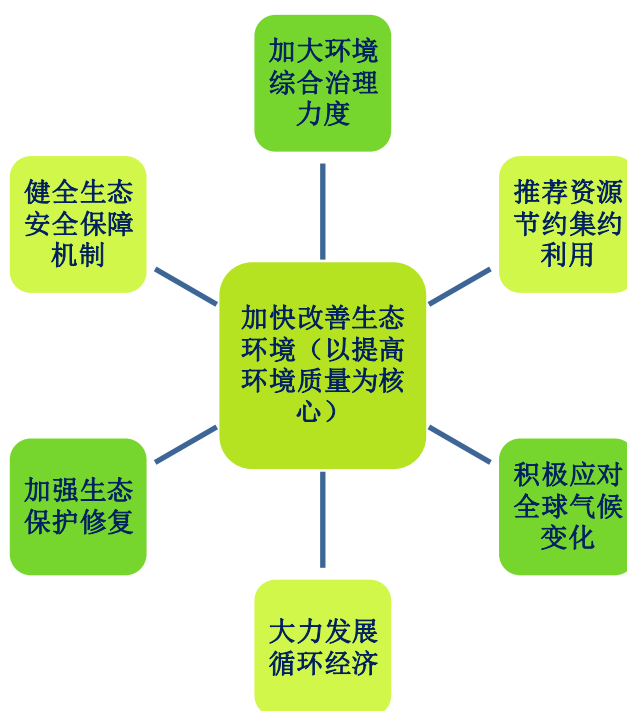 加大环境
综合治理
力度
健全生态
安全保障
机制
推荐资源
节约集约
利用
加快改善生态
环境（以提高
环境质量为核
心）
加强生态
保护修复
积极应对
全球气候
变化
大力发展
循环经济